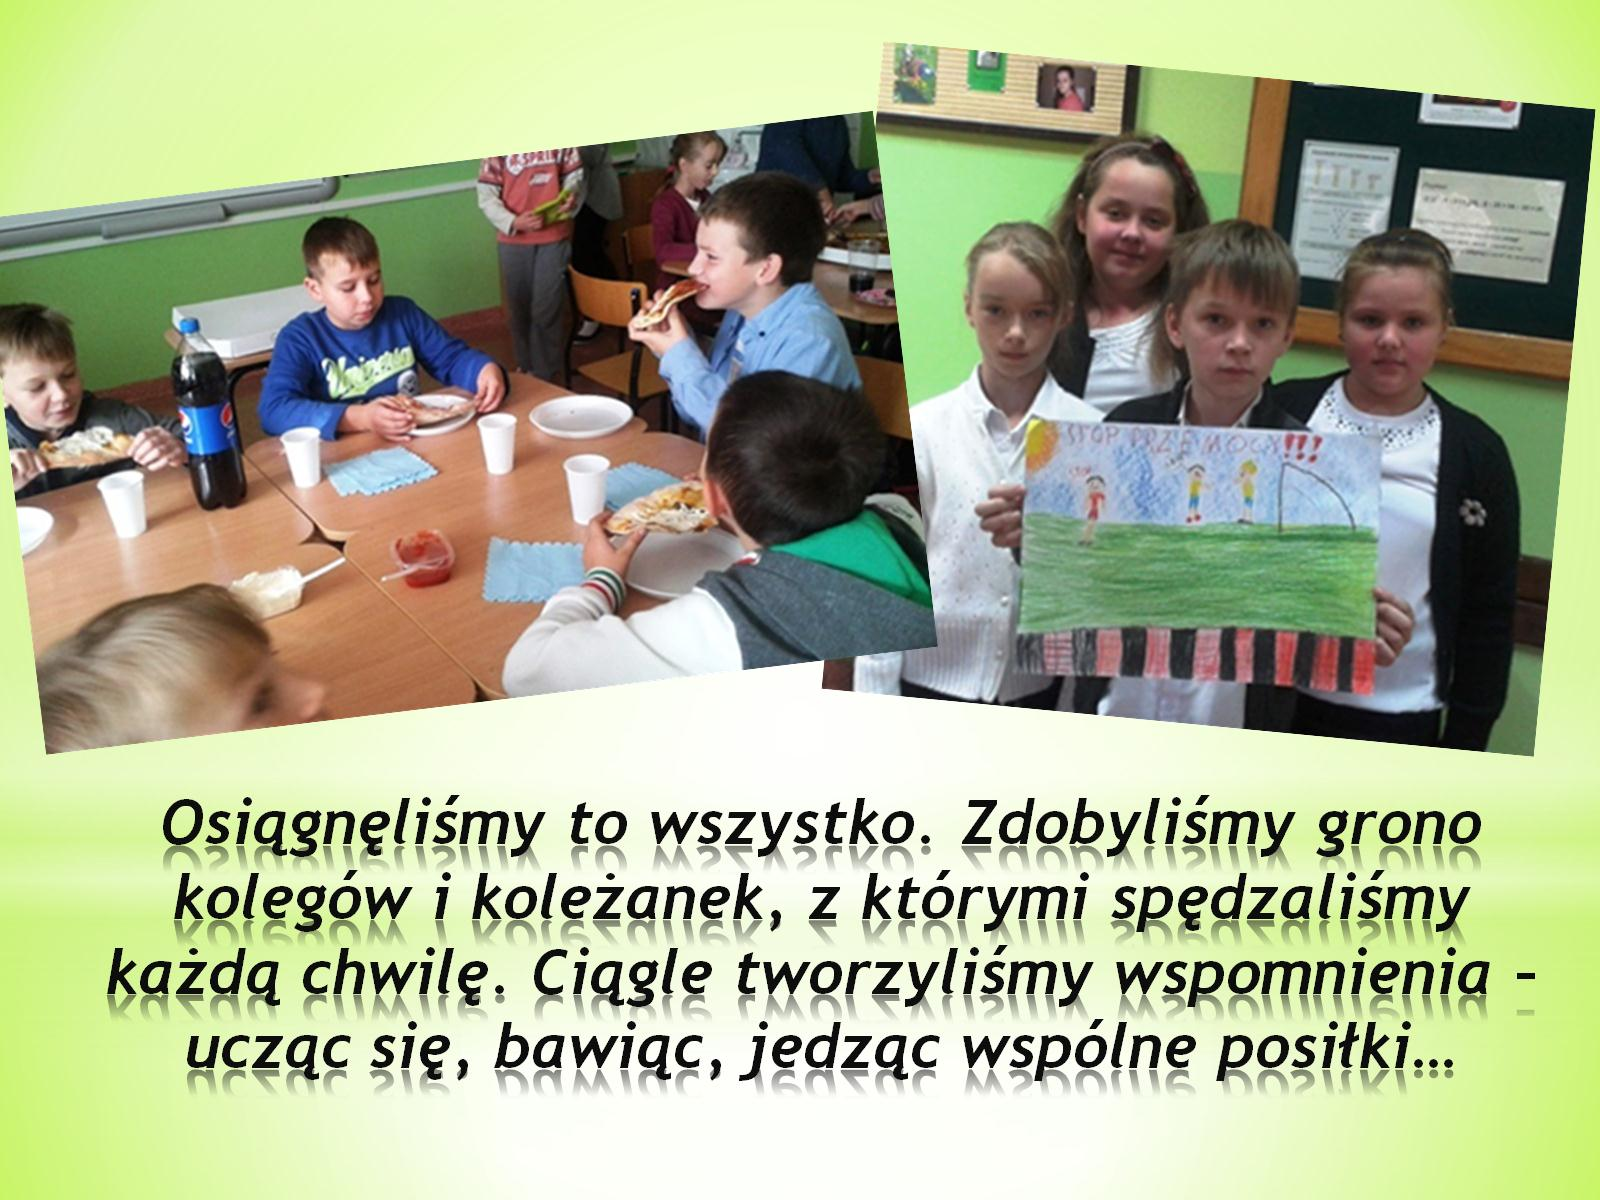 STOP PRZEMOCY!!!
Osiągnęliśmy to wszystko. Zdobyliśmy grono
kolegów i koleżanek, z którymi spędzaliśmy
każdą chwilę. Ciągle tworzyliśmy wspomnienia –
ucząc się, bawiąc, jedząc wspólne posiłki…